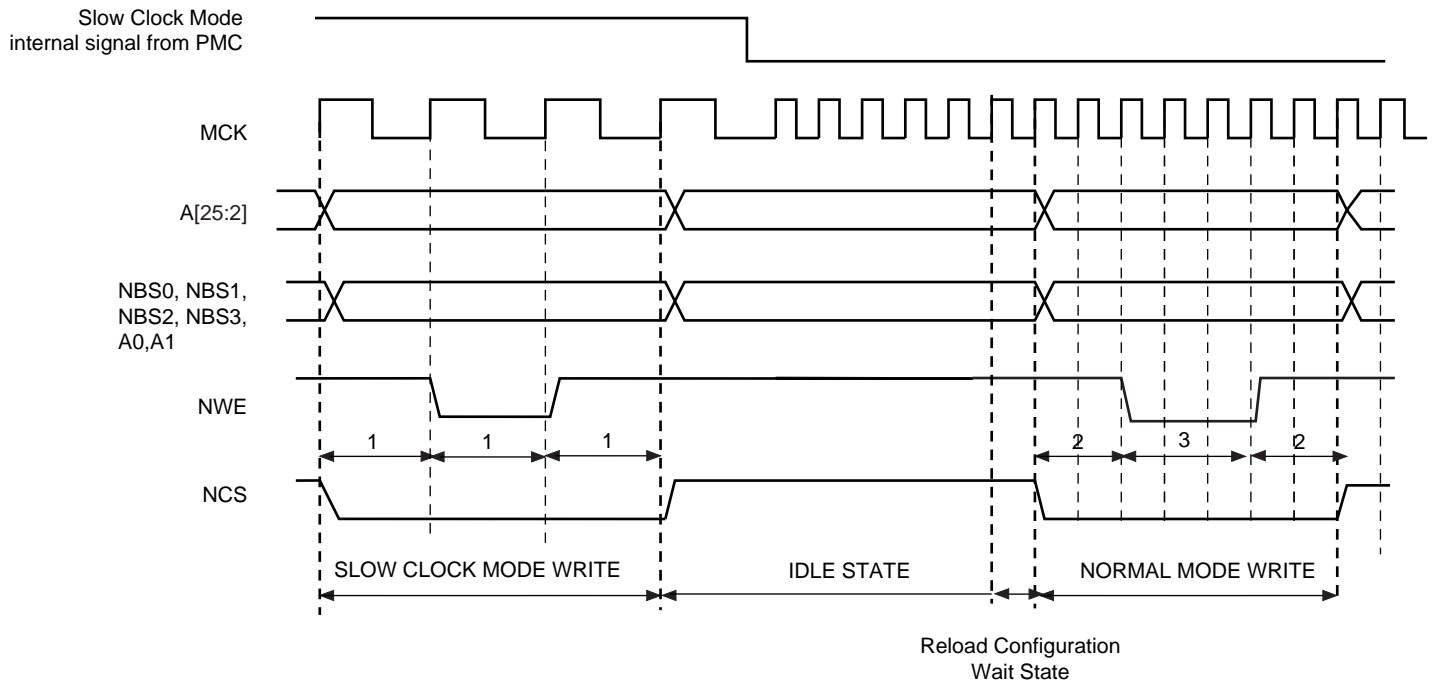 Slow Clock Mode
internal signal from PMC
MCK
A[25:2]
NBS0, NBS1,
NBS2, NBS3,
A0,A1
NWE
1 1 1 2 3 2
NCS
SLOW CLOCK MODE WRITE IDLE STATE NORMAL MODE WRITE
Reload Configuration
Wait State